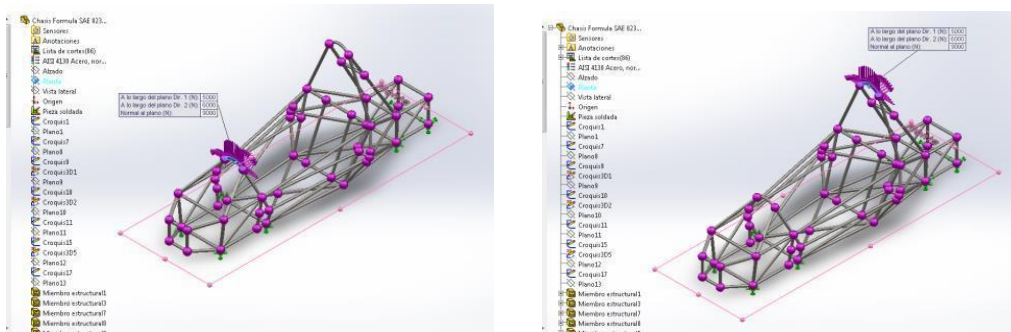 Chasis Formula SAE 023...
Sensores
Anotaciones
Lista de cortes(86)
AISI 4130 Acero, nor...
Alzado
Planta
Vista lateral
Origen
Pieza soldada
Croquis1
Plano1
Croquis7
Plano8
Croquis9
Croquis3D1
Plano9
Croquis10
Croquis3D2
Plano10
Croquis11
Plano11
Croquis15
Croquis3D5
Plano12
Croquis17
Plano13
Miembro estructural1
Miembro estructural3
Miembro estructural7
Miembro estructural8
A lo largo del plano Dir. 1 (N): 5000
A lo largo del plano Dir. 2 (N): 6000
Normal al plano (N): 9000
Chasis Formula SAE 023...
Sensores
Anotaciones
Lista de cortes(86)
AISI 4130 Acero, nor...
Alzado
Planta
Vista lateral
Origen
Pieza soldada
Croquis1
Plano1
Croquis7
Plano8
Croquis9
Croquis3D1
Plano9
Croquis10
Croquis3D2
Plano10
Croquis11
Plano11
Croquis15
Croquis3D5
Plano12
Croquis17
Plano13
Miembro estructural1
Miembro estructural3
Miembro estructural7
Miembro estructural8
A lo largo del plano Dir. 1 (N): 5000
A lo largo del plano Dir. 2 (N): 6000
Normal al plano (N): 9000